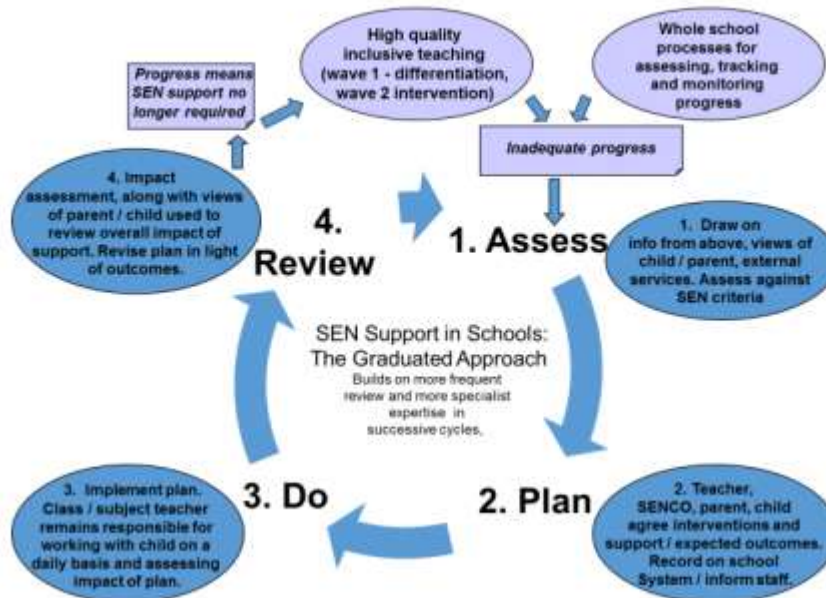 High quality
inclusive teaching
(wave 1 - differentiation,
wave 2 intervention)
Whole school
processes for
assessing, tracking
and monitoring
progress
Progress means
SEN support no
longer required
Inadequate progress
4. Impact
assessment, along with views
of parent / child used to
review overall impact of
support. Revise plan in light
of outcomes.
4.
Review
1. Assess
1. Draw on
info from above, views of
child / parent, external
services. Assess against
SEN criteria
SEN Support in Schools:
The Graduated Approach
Builds on more frequent
review and more specialist
expertise in
successive cycles,
3. Implement plan.
Class / subject teacher
remains responsible for
working with child on a
daily basis and assessing
impact of plan.
3. Do
2. Plan
2. Teacher,
SENCO, parent, child
agree interventions and
support / expected outcomes.
Record on school
System / inform staff.